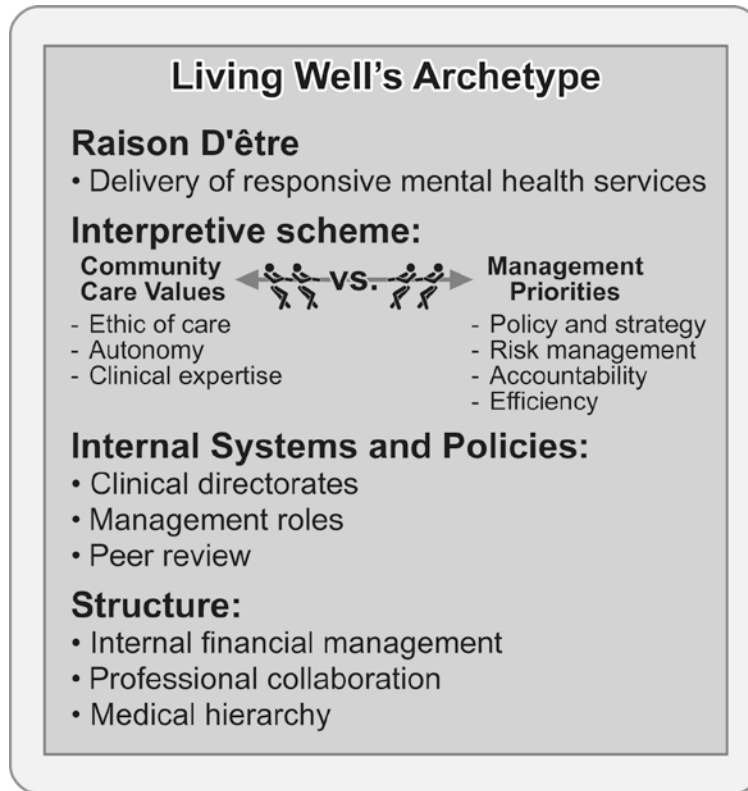 Living Well's Archetype
Raison D'être
• Delivery of responsive mental health services
Interpretive scheme:
Community
Care Values
vs.
Management
Priorities
- Ethic of care
- Autonomy
- Clinical expertise
- Policy and strategy
- Risk management
- Accountability
- Efficiency
Internal Systems and Policies:
• Clinical directorates
• Management roles
• Peer review
Structure:
• Internal financial management
• Professional collaboration
• Medical hierarchy